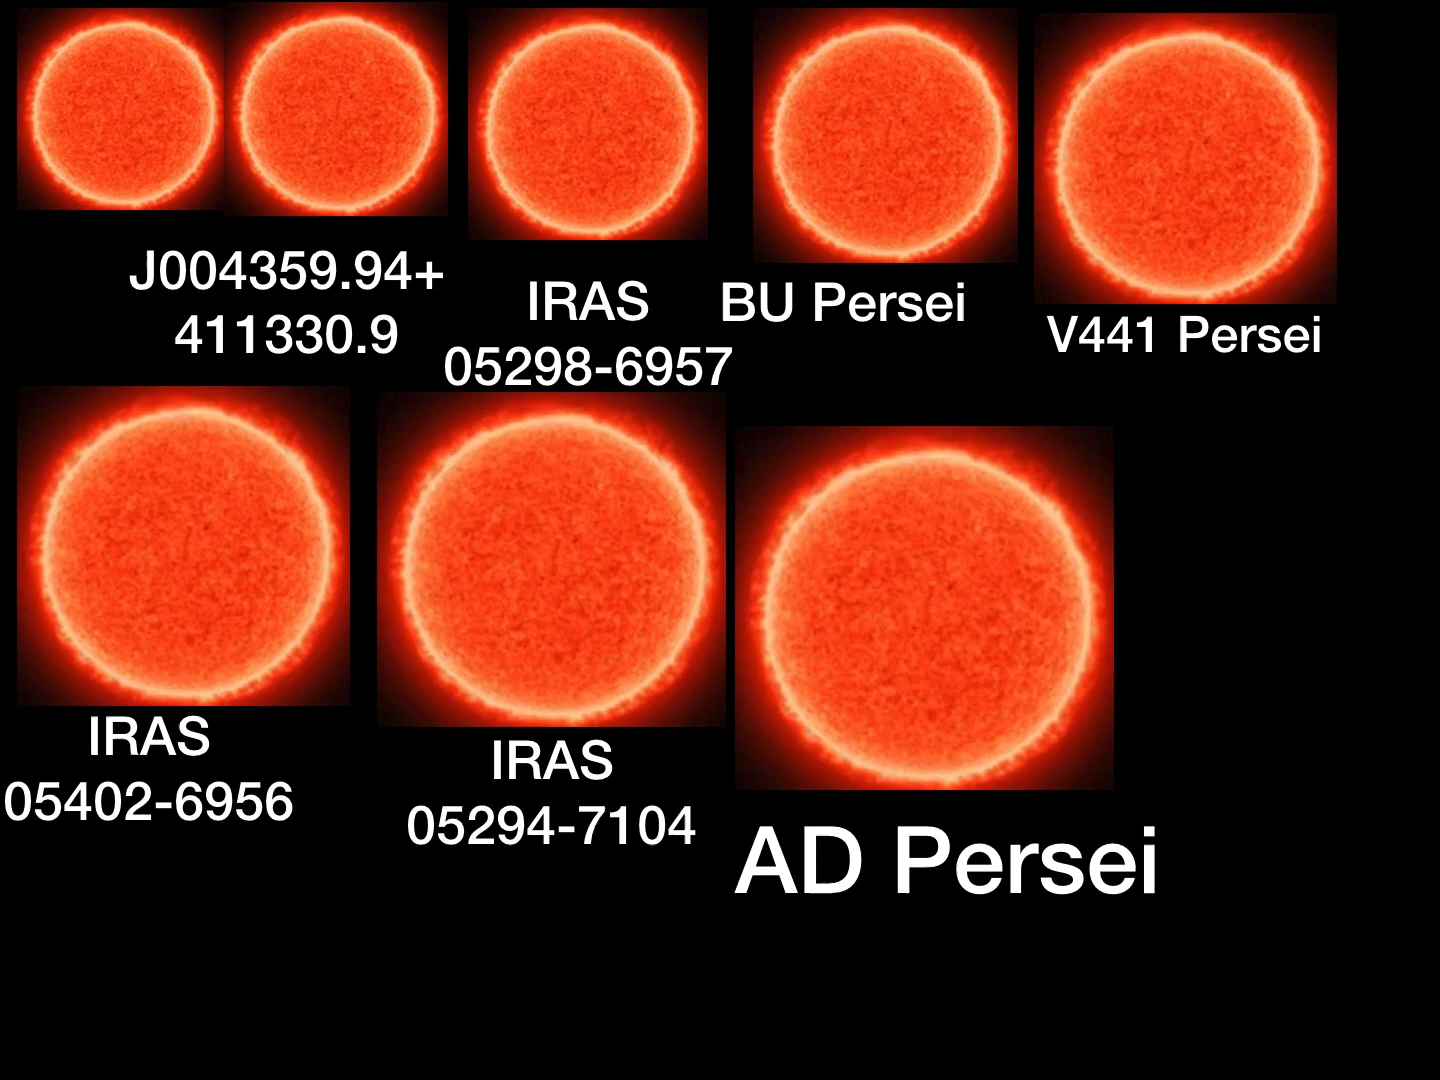 J004359.94+
411330.9
IRAS
05298-6957
BU Persei
V441 Persei
IRAS
05402-6956
IRAS
05294-7104
AD Persei